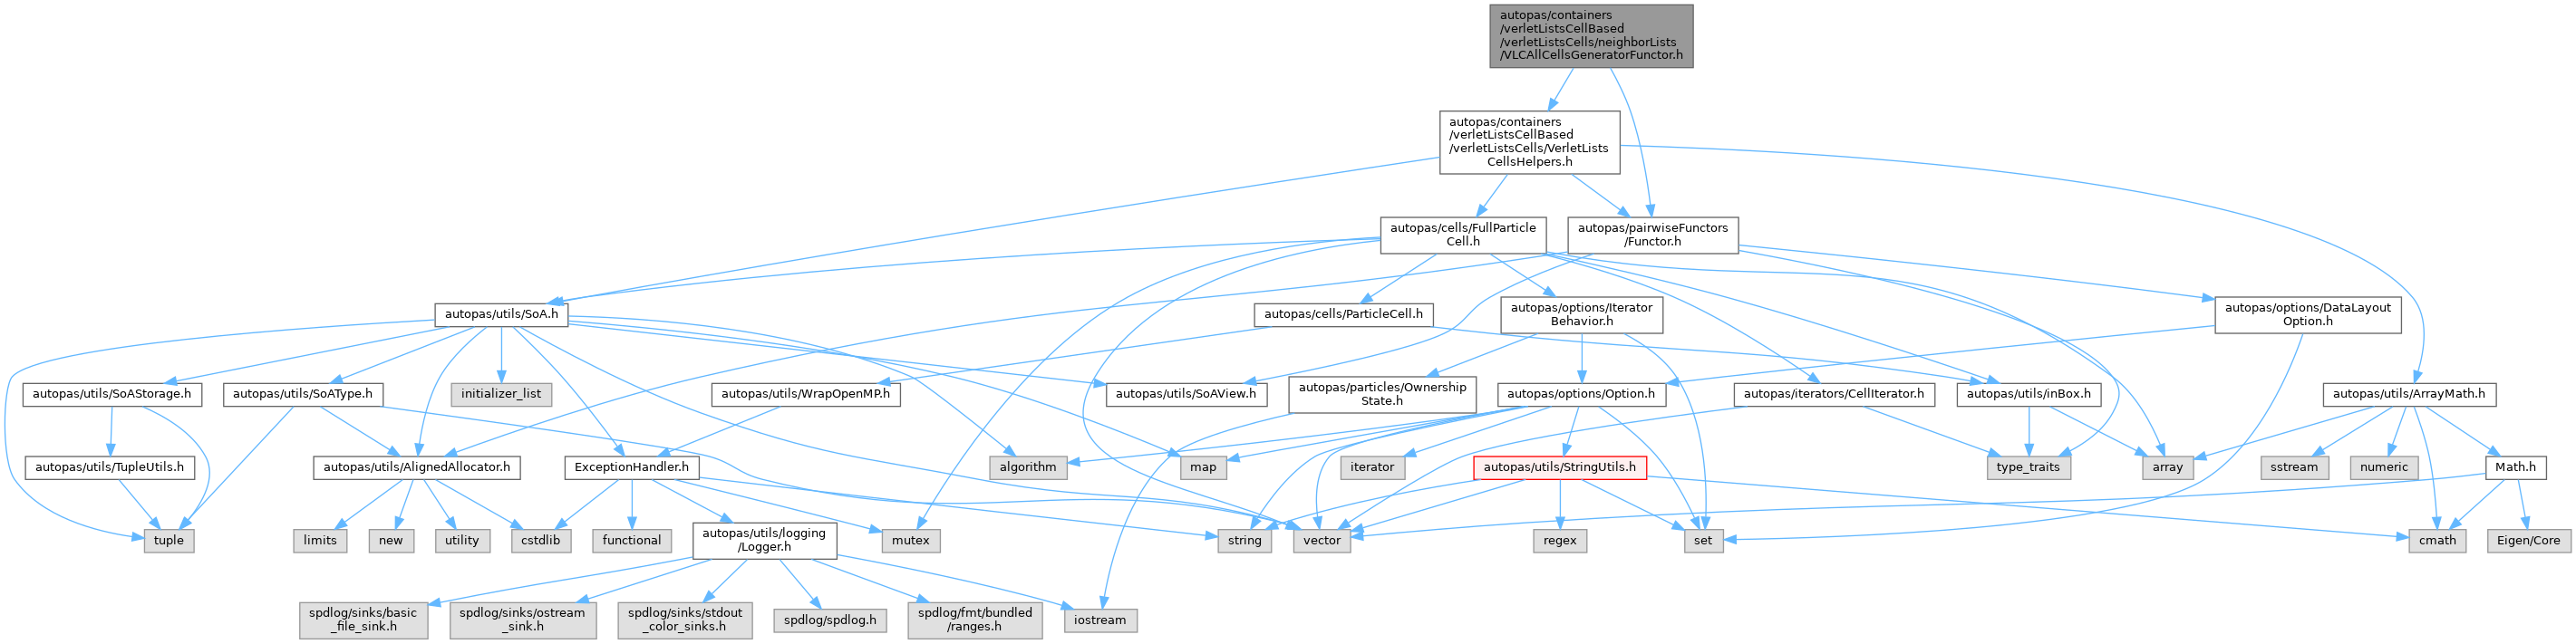 autopas/containers
/verletListsCellBased
/verletListsCells/neighborLists
/VLCAllCellsGeneratorFunctor.h
autopas/containers
/verletListsCellBased
/verletListsCells/VerletLists
CellsHelpers.h
autopas/cells/FullParticle
Cell.h
autopas/pairwiseFunctors
/Functor.h
autopas/utils/SoA.h
autopas/cells/ParticleCell.h
autopas/options/Iterator
Behavior.h
autopas/options/DataLayout
Option.h
autopas/utils/SoAStorage.h
autopas/utils/SoAType.h
initializer_list
autopas/utils/WrapOpenMP.h
autopas/utils/SoAView.h
autopas/particles/Ownership
State.h
autopas/options/Option.h
autopas/iterators/CellIterator.h
autopas/utils/inBox.h
autopas/utils/ArrayMath.h
autopas/utils/TupleUtils.h
autopas/utils/AlignedAllocator.h
ExceptionHandler.h
algorithm
map
iterator
autopas/utils/StringUtils.h
type_traits
array
sstream
numeric
Math.h
tuple
limits
new
utility
cstdlib
functional
autopas/utils/logging
/Logger.h
mutex
string
vector
regex
set
cmath
Eigen/Core
spdlog/sinks/basic
_file_sink.h
spdlog/sinks/ostream
_sink.h
spdlog/sinks/stdout
_color_sinks.h
spdlog/spdlog.h
spdlog/fmt/bundled
/ranges.h
iostream